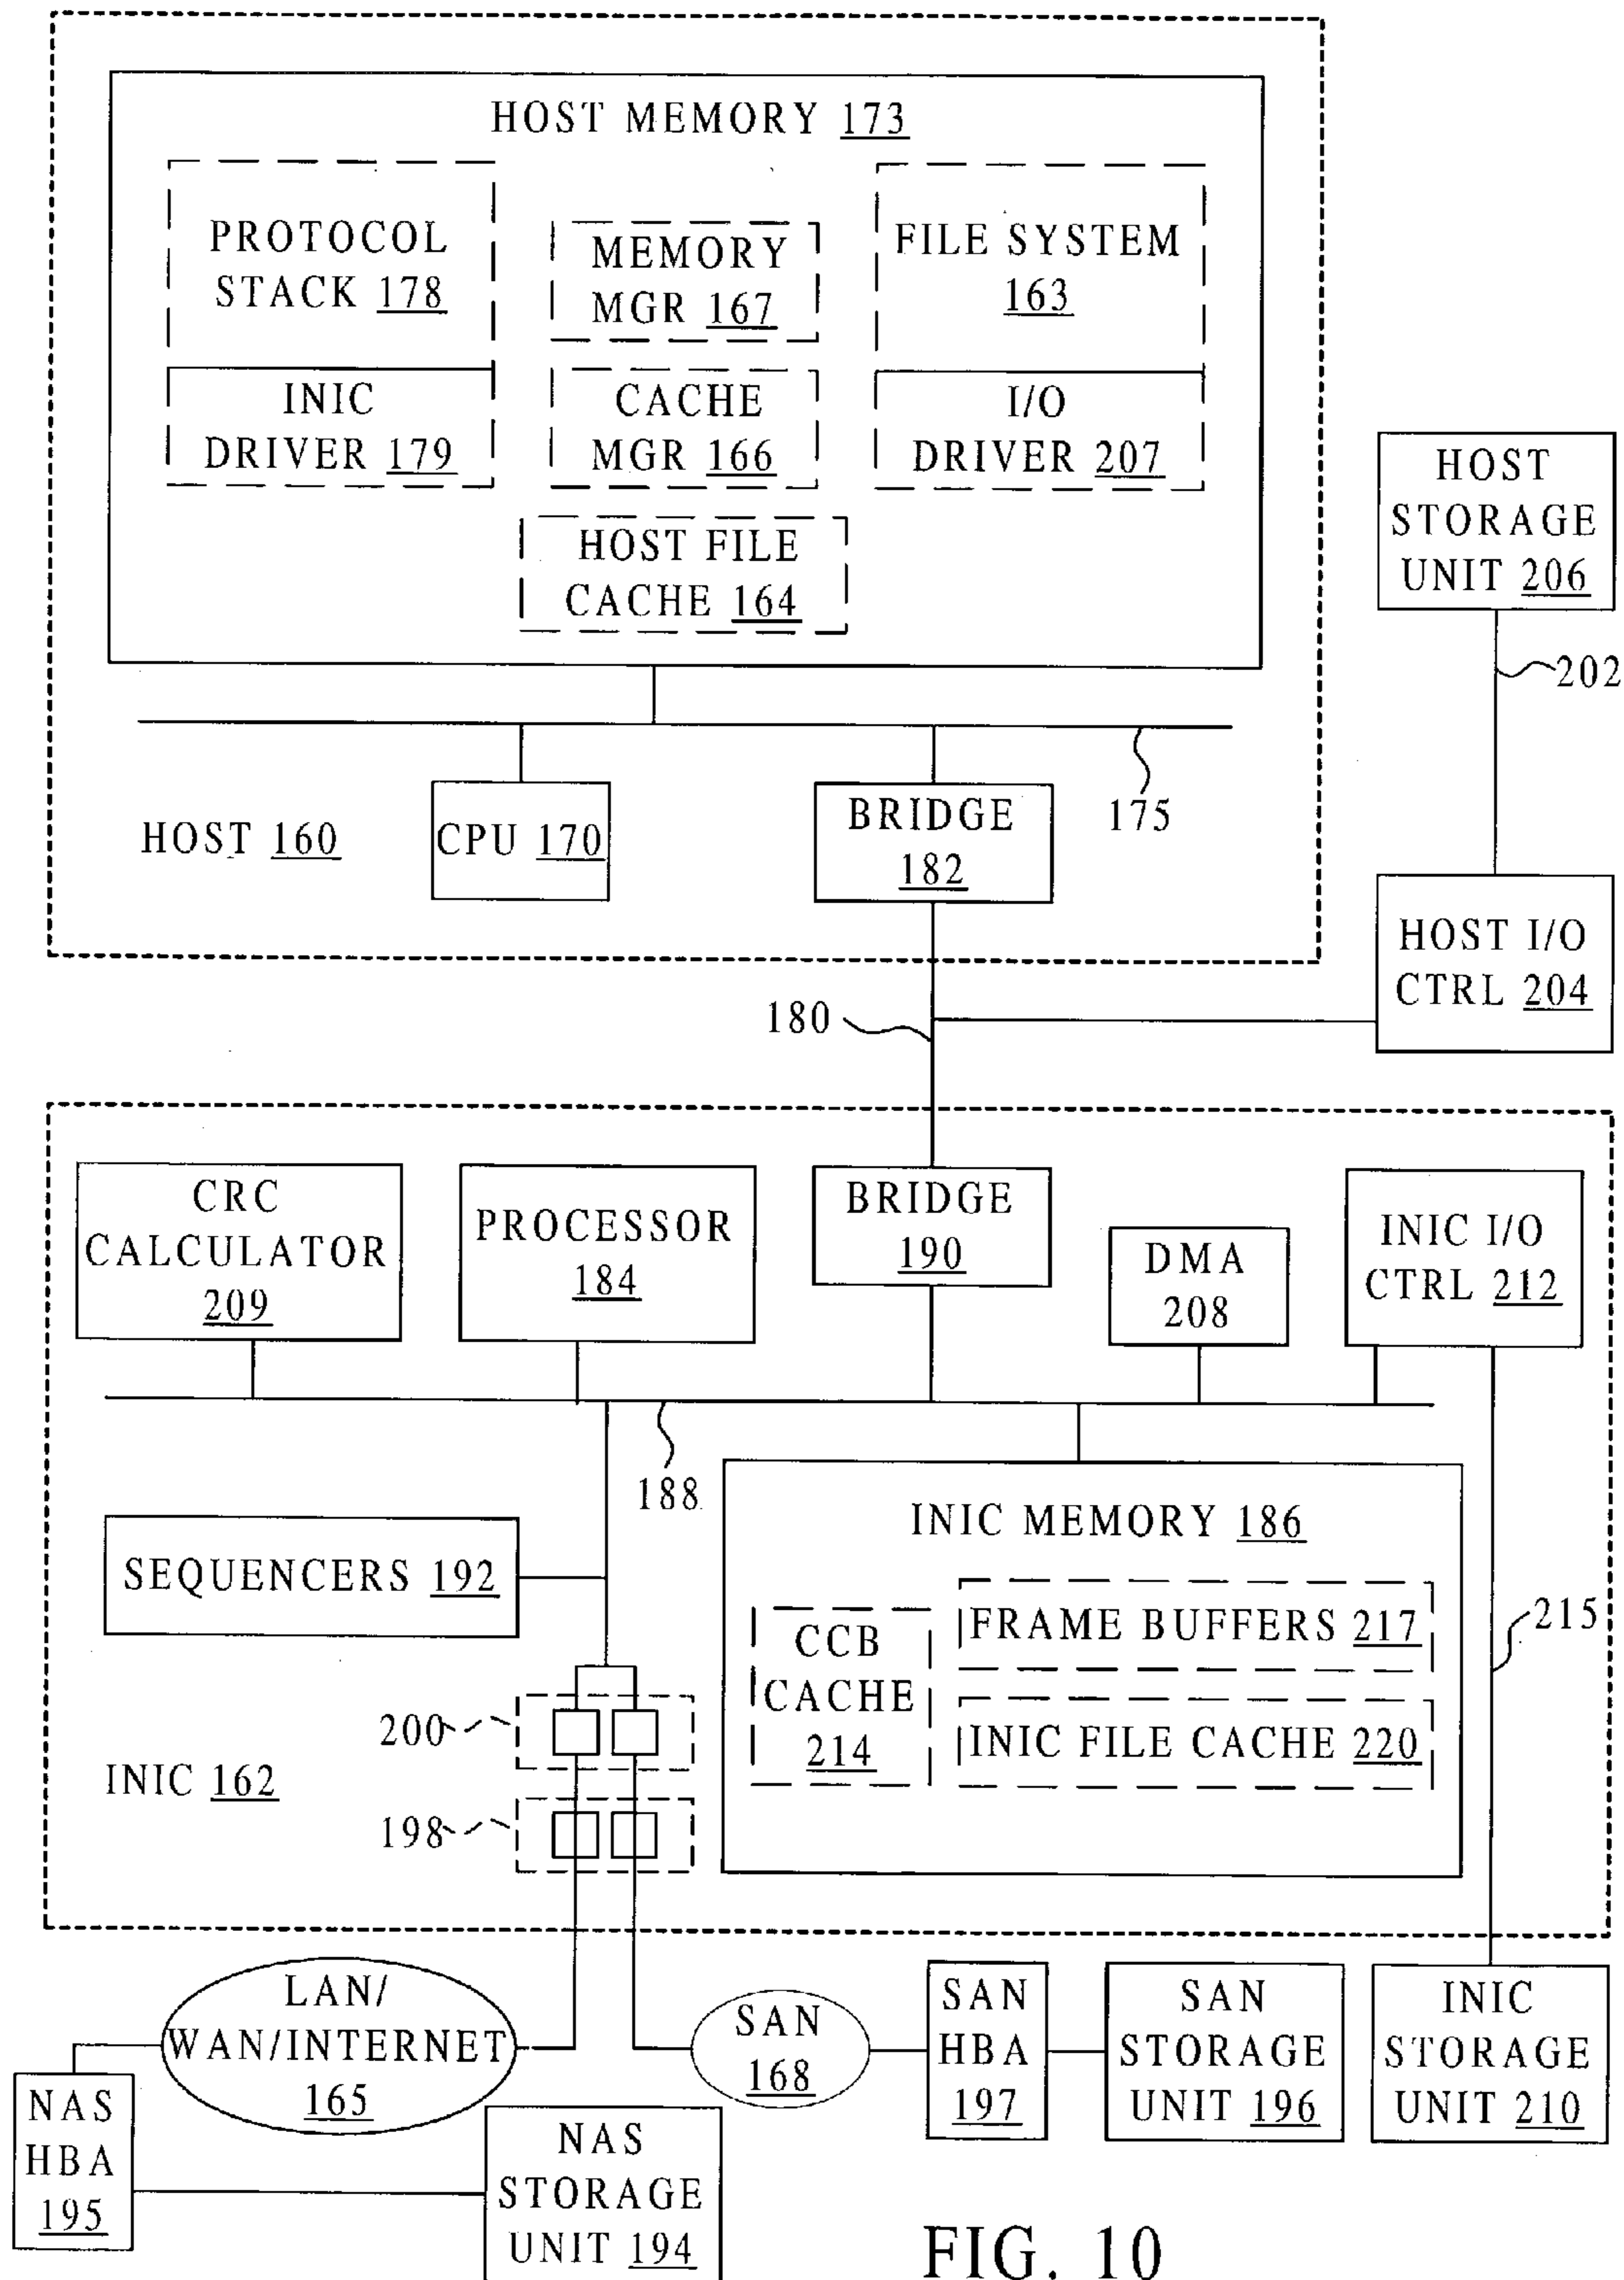 HOST MEMORY 173
PROTOCOL
STACK 178
MEMORY
MGR 167
FILE SYSTEM
163
INIC
DRIVER 179
CACHE
MGR 166
I/O
DRIVER 207
HOST FILE
CACHE 164
HOST
STORAGE
UNIT 206
202
175
HOST 160
CPU 170
BRIDGE
182
HOST I/O
CTRL 204
180
CRC
CALCULATOR
209
PROCESSOR
184
BRIDGE
190
DMA
208
INIC I/O
CTRL 212
188
SEQUENCERS 192
INIC MEMORY 186
CCB
CACHE
214
FRAME BUFFERS 217
INIC FILE CACHE 220
215
200
INIC 162
198
LAN/
WAN/INTERNET
165
SAN
168
SAN
HBA
197
SAN
STORAGE
UNIT 196
INIC
STORAGE
UNIT 210
NAS
HBA
195
NAS
STORAGE
UNIT 194
FIG. 10